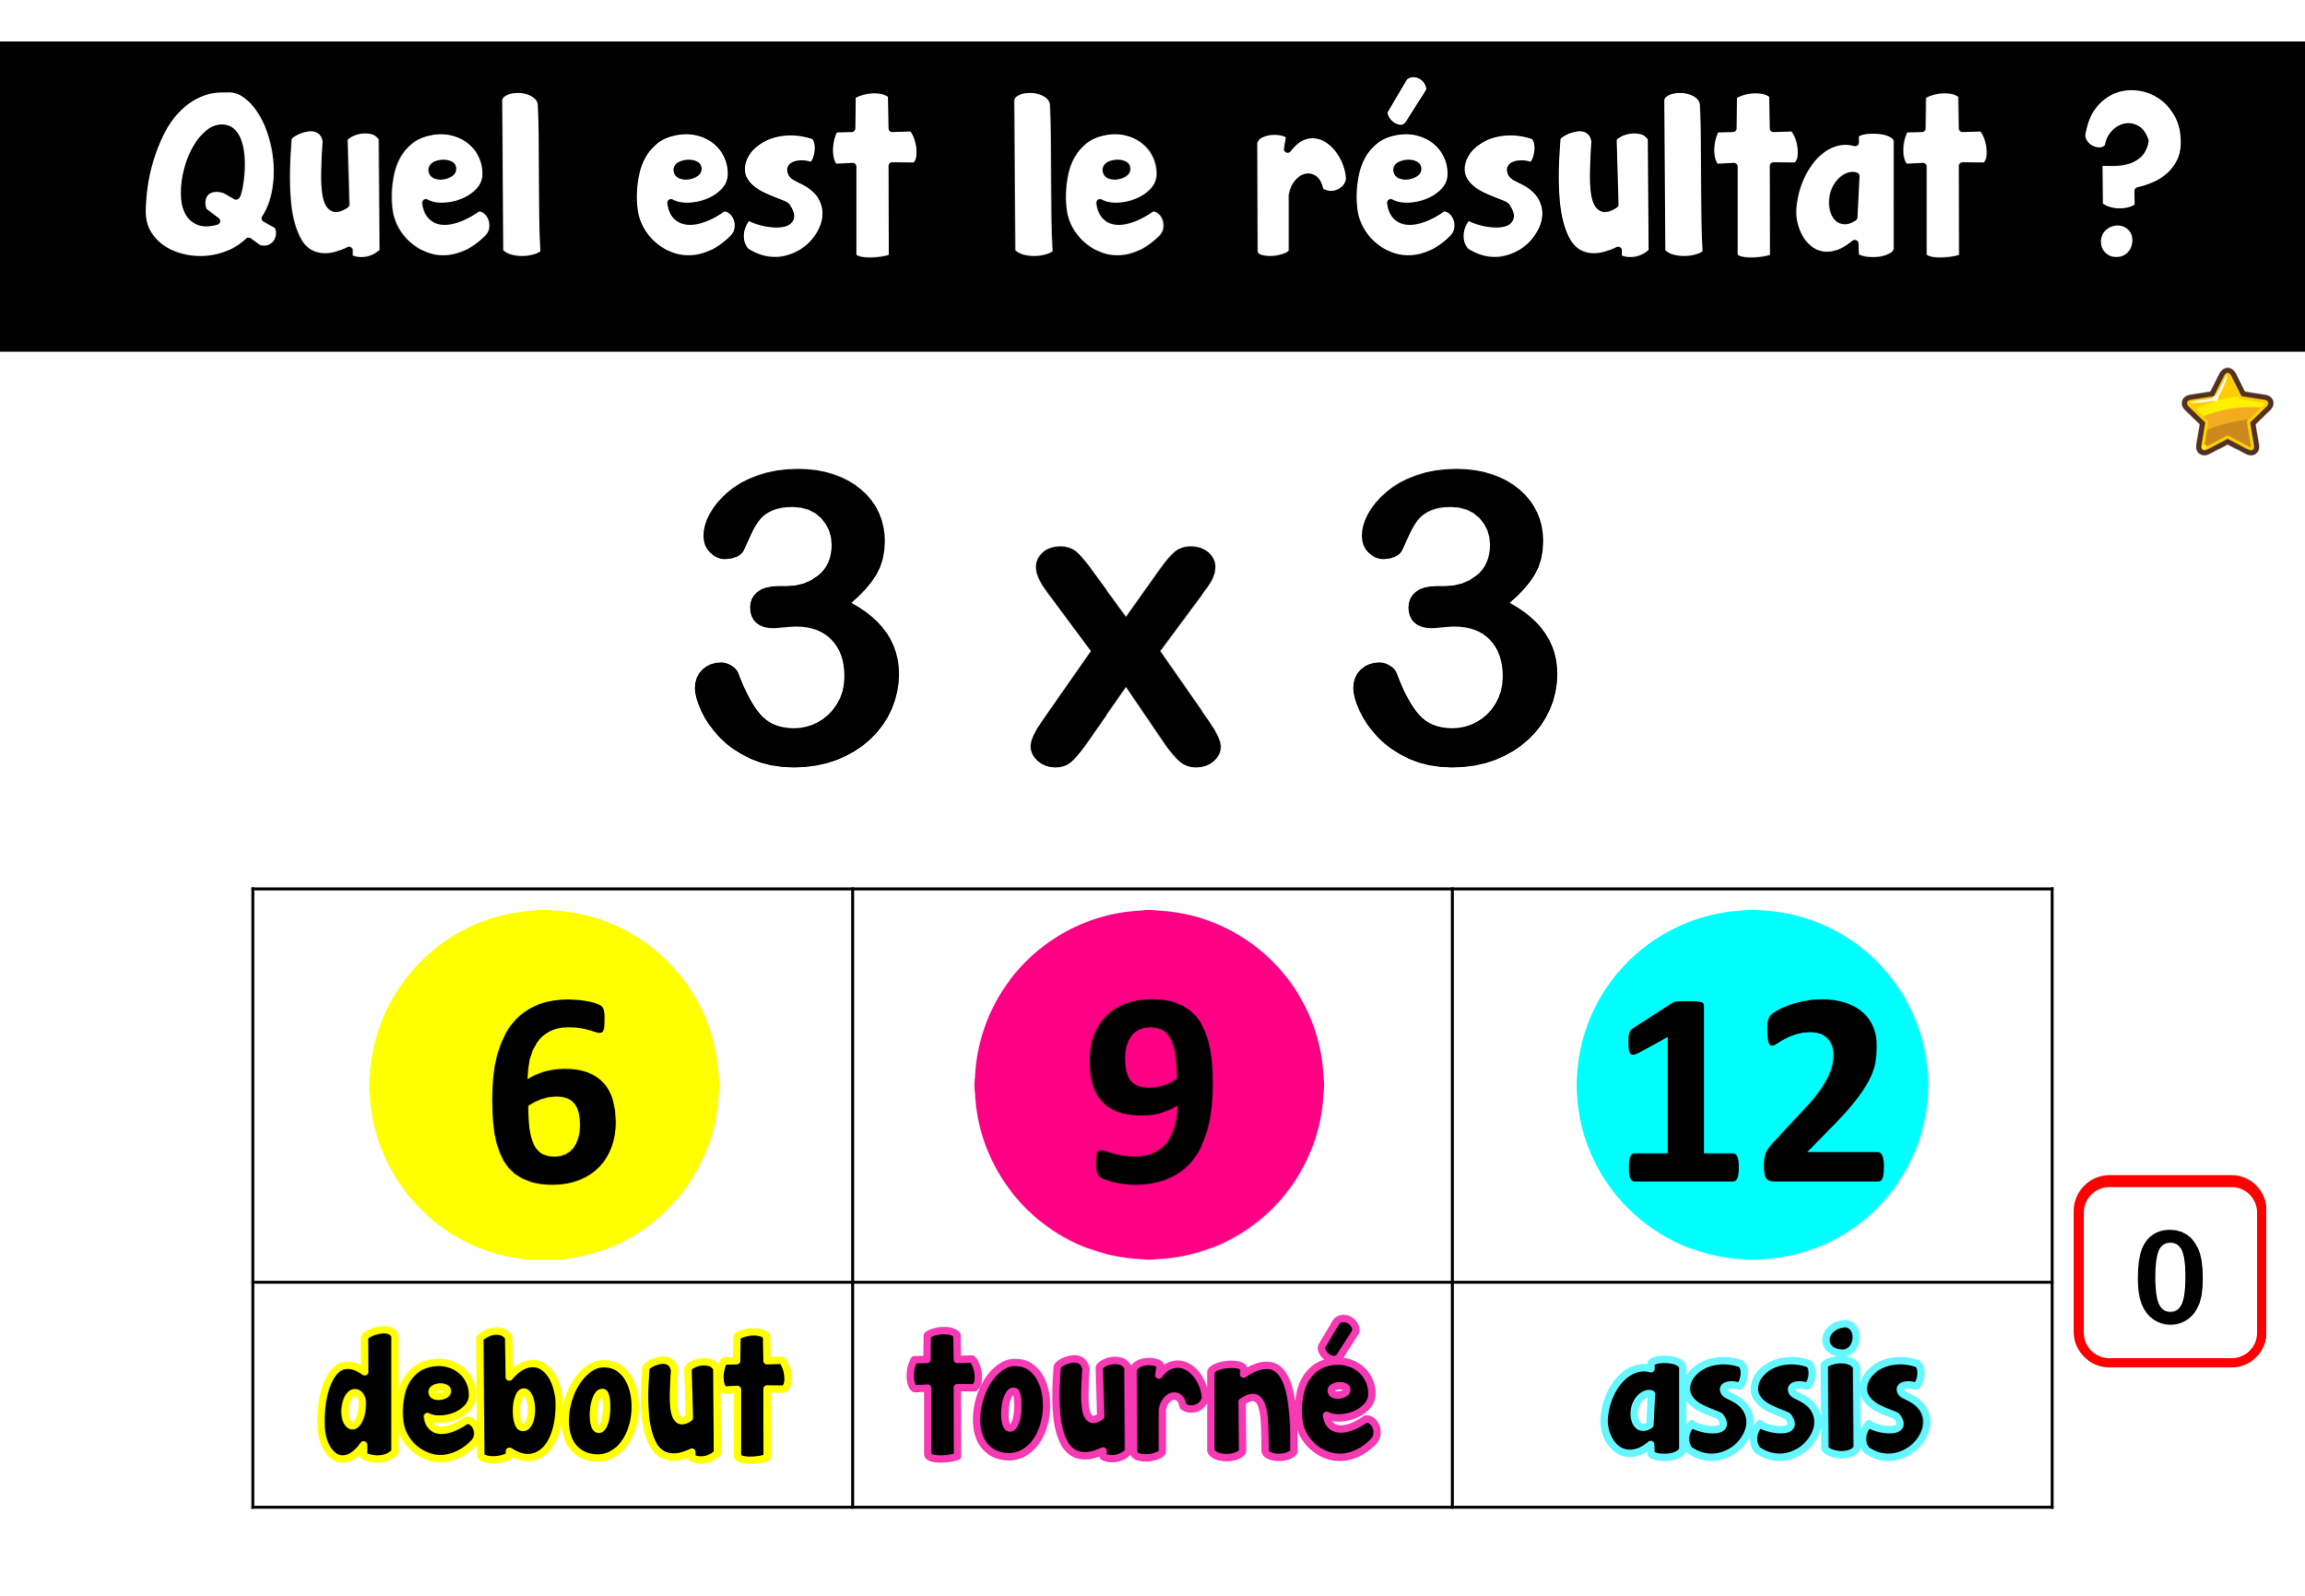 Quel est le résultat ?
3 x 3
6 9 12
0
debout tourné assis